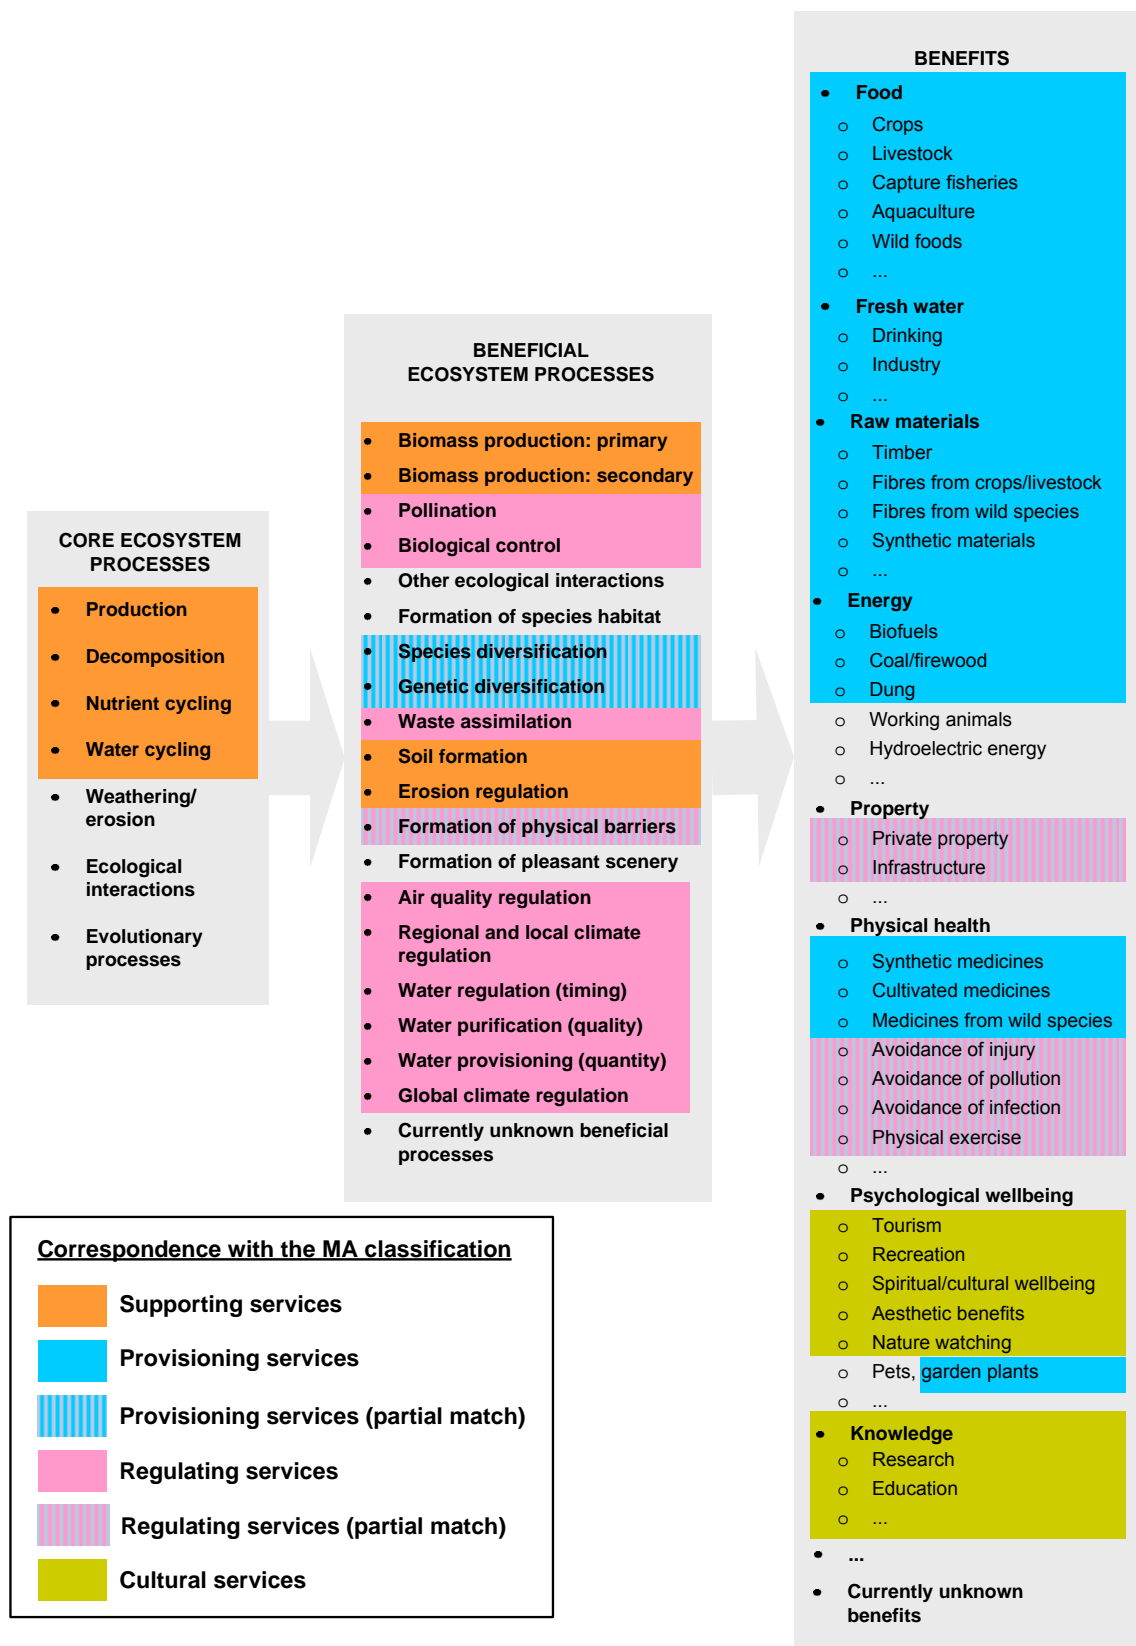 CORE ECOSYSTEM
PROCESSES
• Production
• Decomposition
• Nutrient cycling
• Water cycling
• Weathering/
erosion
• Ecological
interactions
• Evolutionary
processes
BENEFICIAL
ECOSYSTEM PROCESSES
• Biomass production: primary
• Biomass production: secondary
• Pollination
• Biological control
• Other ecological interactions
• Formation of species habitat
• Species diversification
• Genetic diversification
• Waste assimilation
• Soil formation
• Erosion regulation
• Formation of physical barriers
• Formation of pleasant scenery
• Air quality regulation
• Regional and local climate
regulation
• Water regulation (timing)
• Water purification (quality)
• Water provisioning (quantity)
• Global climate regulation
• Currently unknown beneficial
processes
BENEFITS
• Food
o Crops
o Livestock
o Capture fisheries
o Aquaculture
o Wild foods
o ...
• Fresh water
o Drinking
o Industry
o ...
• Raw materials
o Timber
o Fibres from crops/livestock
o Fibres from wild species
o Synthetic materials
o ...
• Energy
o Biofuels
o Coal/firewood
o Dung
o Working animals
o Hydroelectric energy
o ...
• Property
o Private property
o Infrastructure
o ...
• Physical health
o Synthetic medicines
o Cultivated medicines
o Medicines from wild species
o Avoidance of injury
o Avoidance of pollution
o Avoidance of infection
o Physical exercise
o ...
• Psychological wellbeing
o Tourism
o Recreation
o Spiritual/cultural wellbeing
o Aesthetic benefits
o Nature watching
o Pets, garden plants
o ...
• Knowledge
o Research
o Education
o ...
• ...
• Currently unknown
benefits
Correspondence with the MA classification
Supporting services
Provisioning services
Provisioning services (partial match)
Regulating services
Regulating services (partial match)
Cultural services